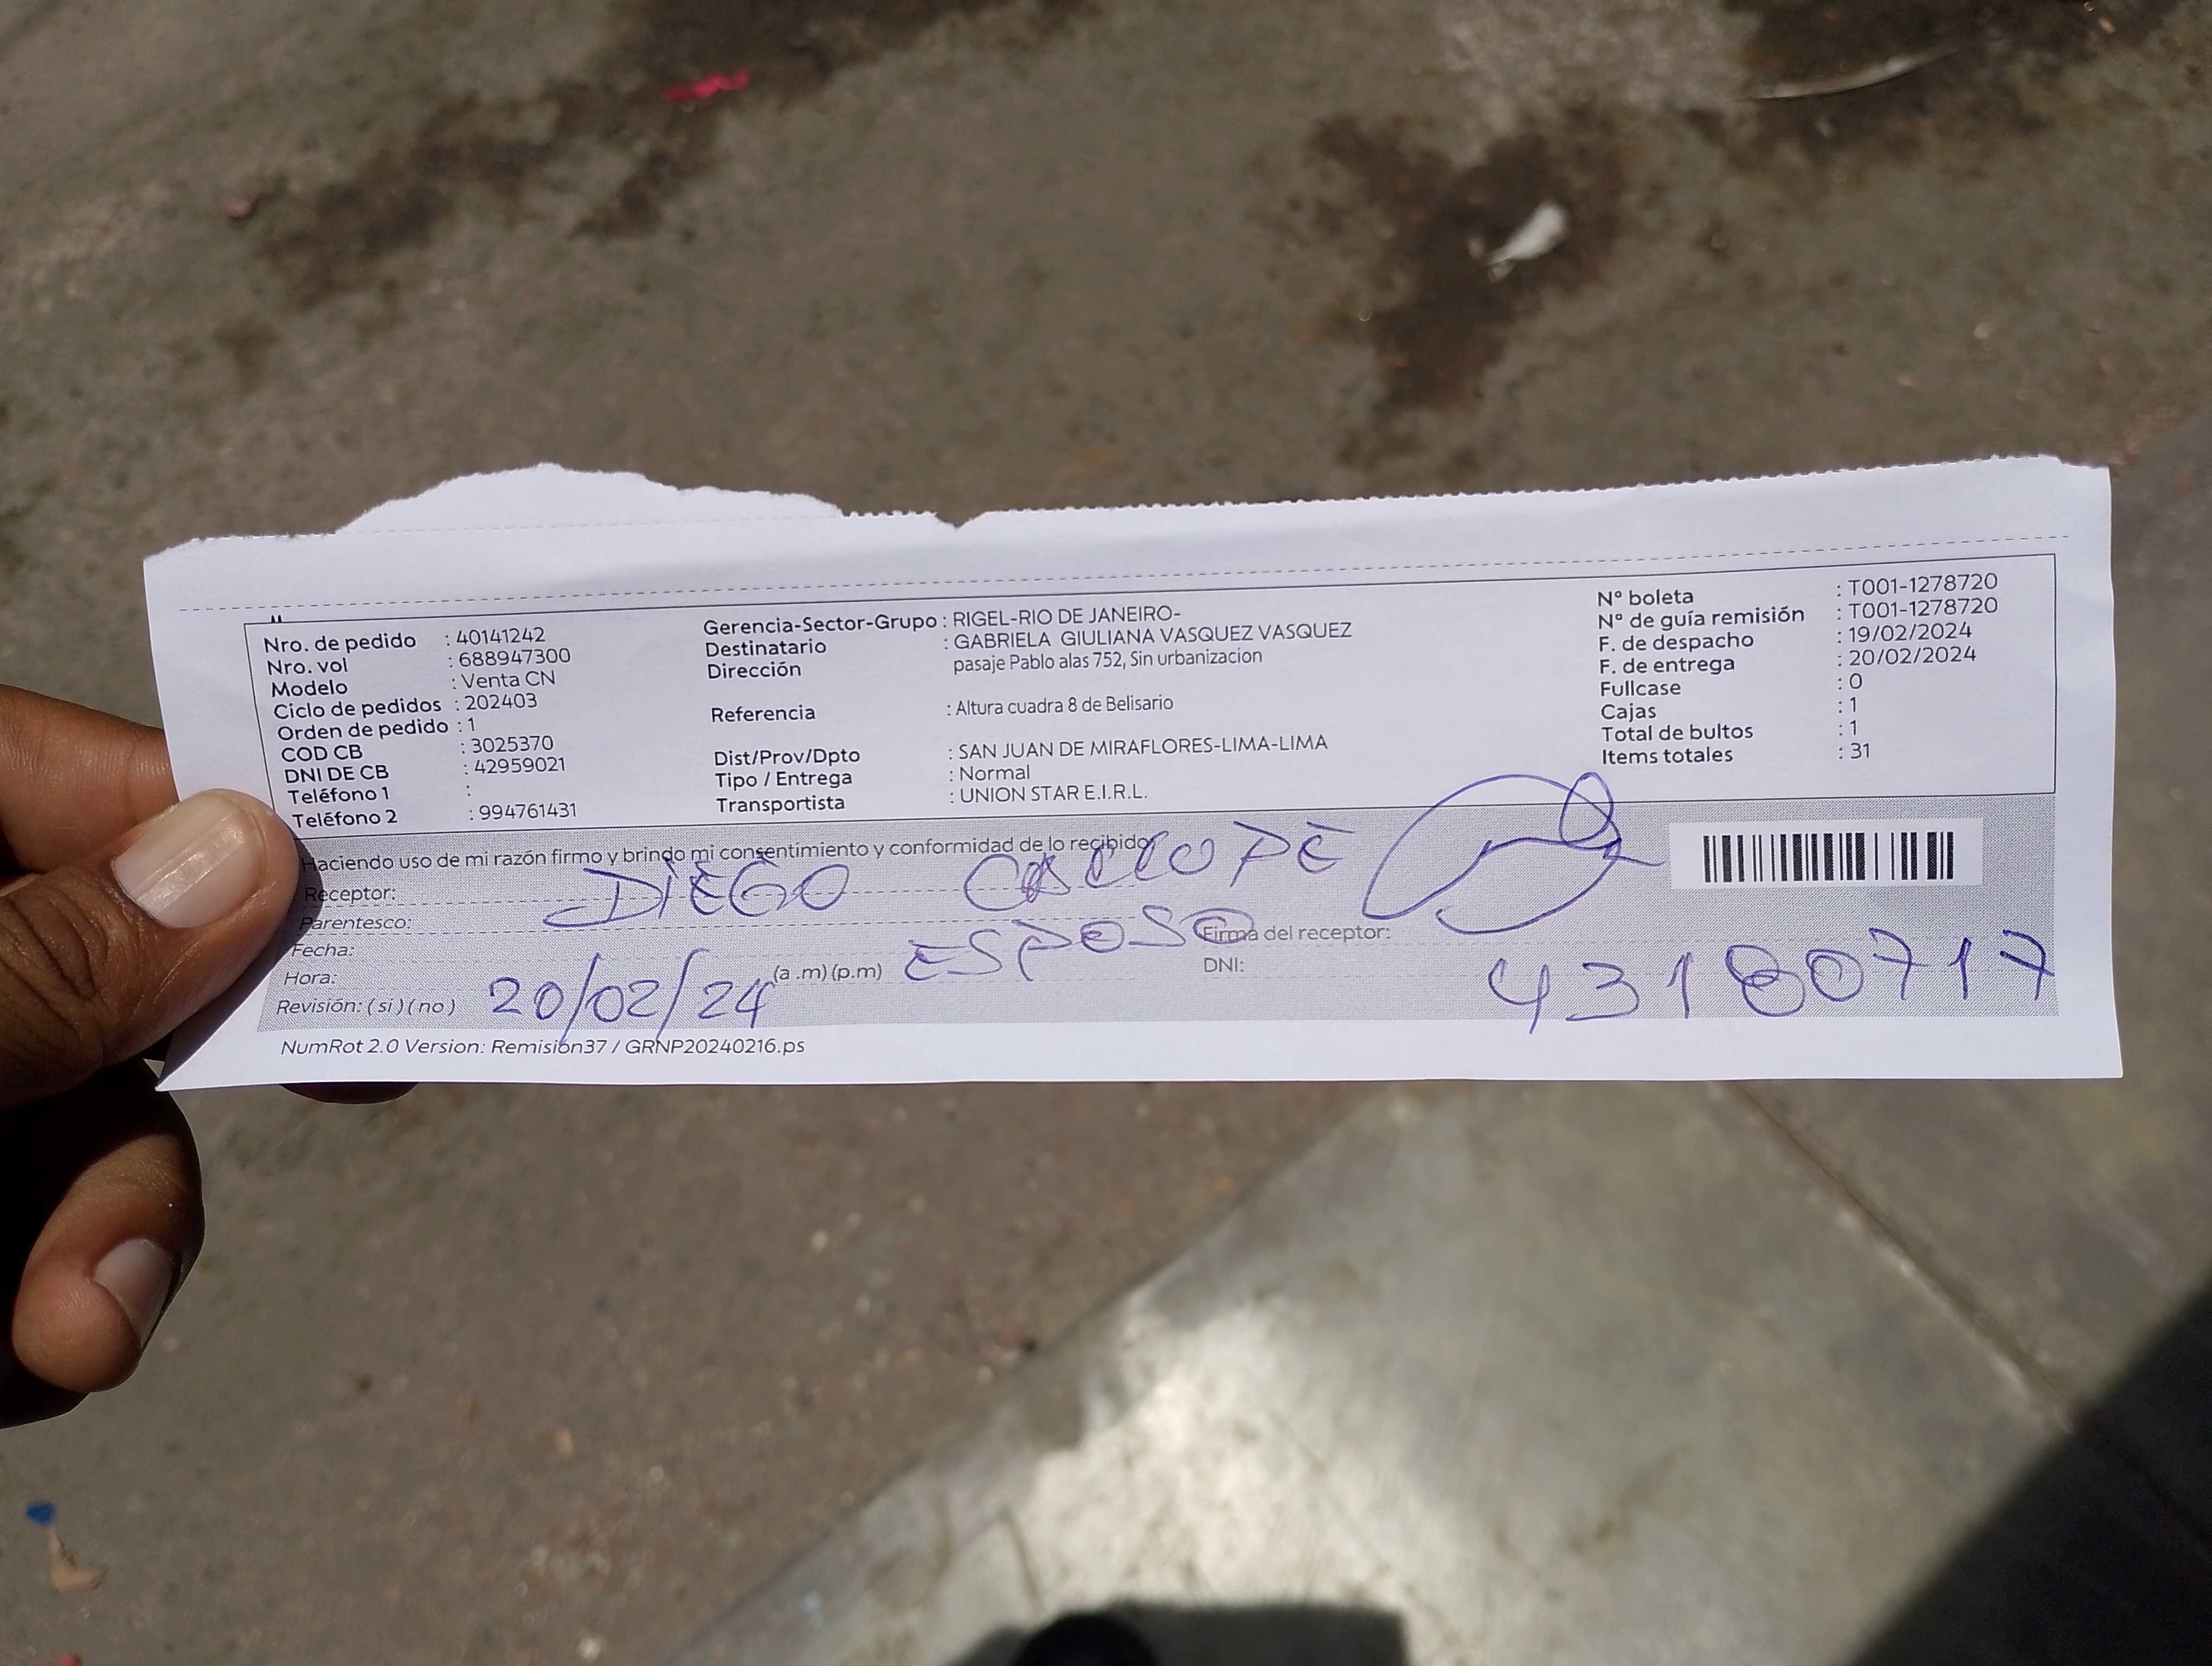 Nro. de pedido : 40141242
Nro. vol : 688947300
Modelo : Venta CN
Ciclo de pedidos : 202403
Orden de pedido : 1
COD CB : 3025370
DNI DE CB : 42959021
Teléfono 1 :
Teléfono 2 : 994761431
Gerencia-Sector-Grupo : RIGEL-RIO DE JANEIRO-
Destinatario : GABRIELA GIULIANA VASQUEZ VASQUEZ
Dirección pasaje Pablo alas 752, Sin urbanizacion
Referencia : Altura cuadra 8 de Belisario
Dist/Prov/Dpto : SAN JUAN DE MIRAFLORES-LIMA-LIMA
Tipo / Entrega : Normal
Transportista : UNION STAR E.I.R.L.
Nº boleta : T001-1278720
Nº de guía remisión : T001-1278720
F. de despacho : 19/02/2024
F. de entrega : 20/02/2024
Fullcase : 0
Cajas : 1
Total de bultos : 1
Items totales : 31
Haciendo uso de mi razón firmo y brindo mi consentimiento y conformidad de lo recibido
Receptor: DIEGO
Parentesco: ESPOSO
Fecha: 20/02/24
Hora: (a .m) (p.m)
Revisión: ( si ) ( no )
Firma del receptor:
DNI: 43180717
NumRot 2.0 Version: Remision37 / GRNP20240216.ps